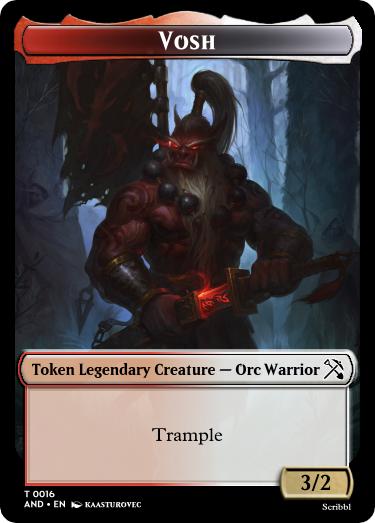 Vosh
Token Legendary Creature — Orc Warrior
Trample
3/2
T 0016
AND • EN KAASTUROVEC
Scribbl